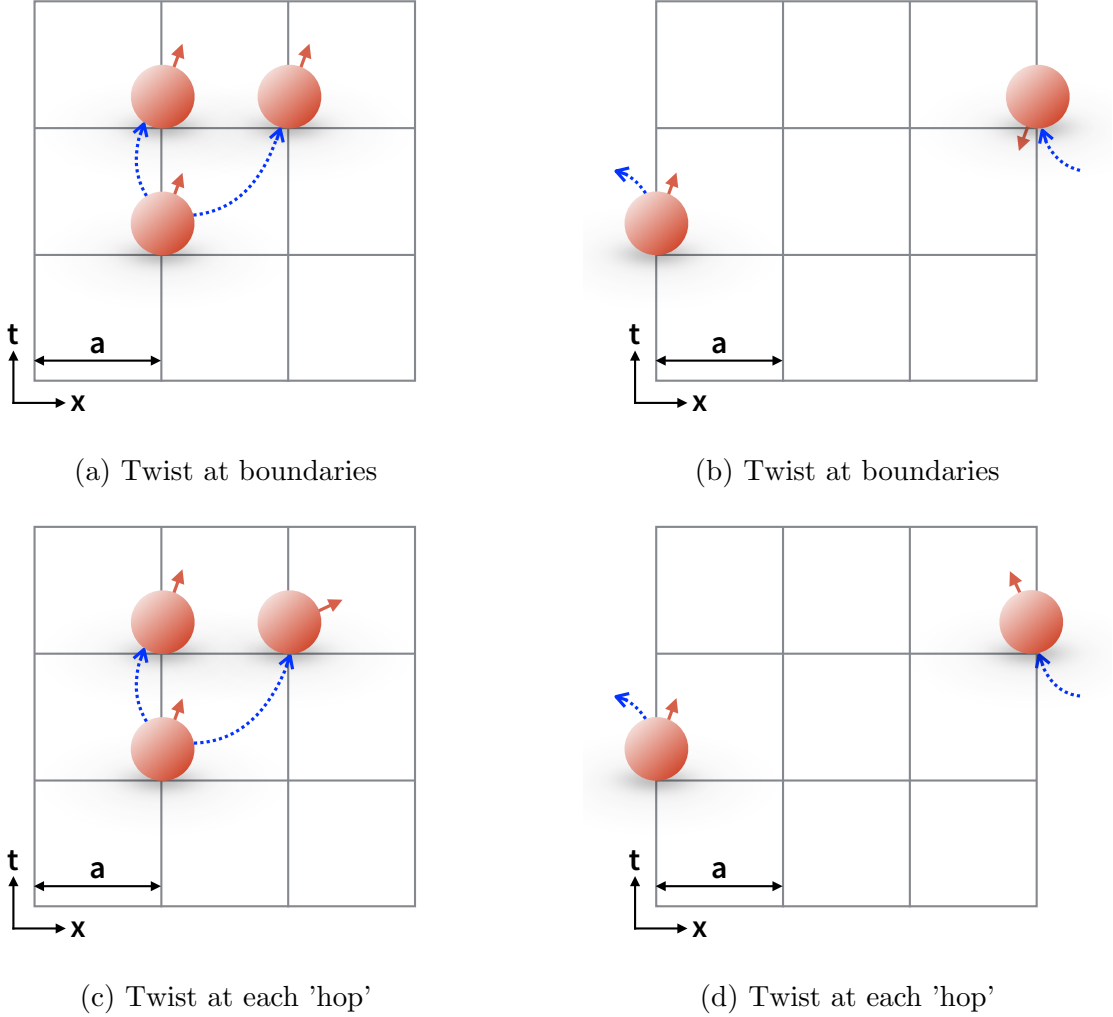 t
a
x
t
a
x
(a) Twist at boundaries
(b) Twist at boundaries
t
a
x
t
a
x
(c) Twist at each 'hop'
(d) Twist at each 'hop'